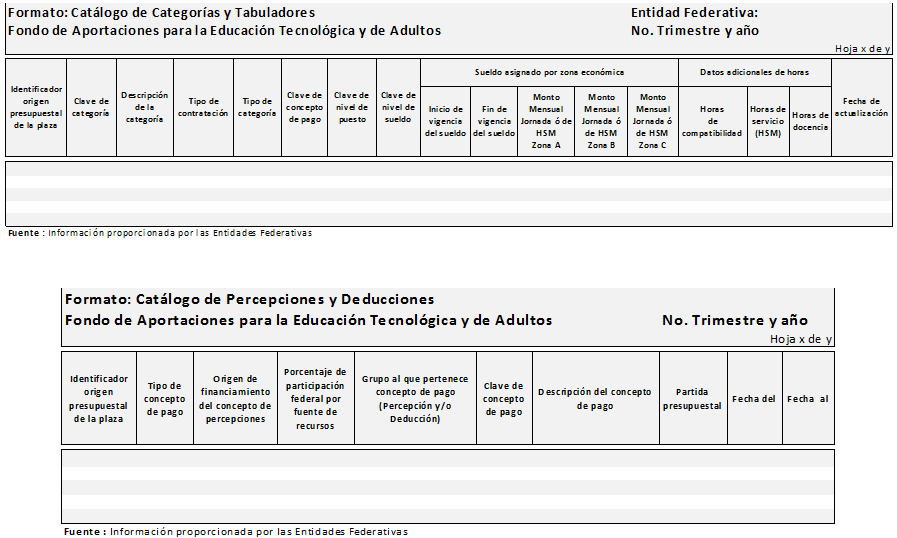 Formato: Catálogo de Categorías y Tabuladores
Entidad Federativa:
Fondo de Aportaciones para la Educación Tecnológica y de Adultos
No. Trimestre y año
Hoja x de y
Identificador
origen
presupuestal
de la plaza
Clave de
categoría
Descripción
de la
categoría
Tipo de
contratación
Tipo de
categoría
Clave de
concepto
de pago
Clave de
nivel de
puesto
Clave de
nivel de
sueldo
Sueldo asignado por zona económica
Inicio de
vigencia
del sueldo
Fin de
vigencia
del sueldo
Monto
Mensual
Jornada ó de
HSM
Zona A
Monto
Mensual
Jornada ó
de HSM
Zona B
Monto
Mensual
Jornada ó
de HSM
Zona C
Datos adicionales de horas
Horas
de
compatibilidad
Horas de
servicio
(HSM)
Horas de
docencia
Fecha de
actualización
Fuente : Información proporcionada por las Entidades Federativas
Formato: Catálogo de Percepciones y Deducciones
Fondo de Aportaciones para la Educación Tecnológica y de Adultos
No. Trimestre y año
Hoja x de y
Identificador
origen
presupuestal
de la plaza
Tipo de
concepto
de pago
Origen de
financiamiento
del concepto de
percepciones
Porcentaje de
participación
federal por
fuente de
recursos
Grupo al que pertenece
concepto de pago
(Percepción y/o
Deducción)
Clave de
concepto
de pago
Descripción del concepto
de pago
Partida
presupuestal
Fecha del
Fecha al
Fuente : Información proporcionada por las Entidades Federativas